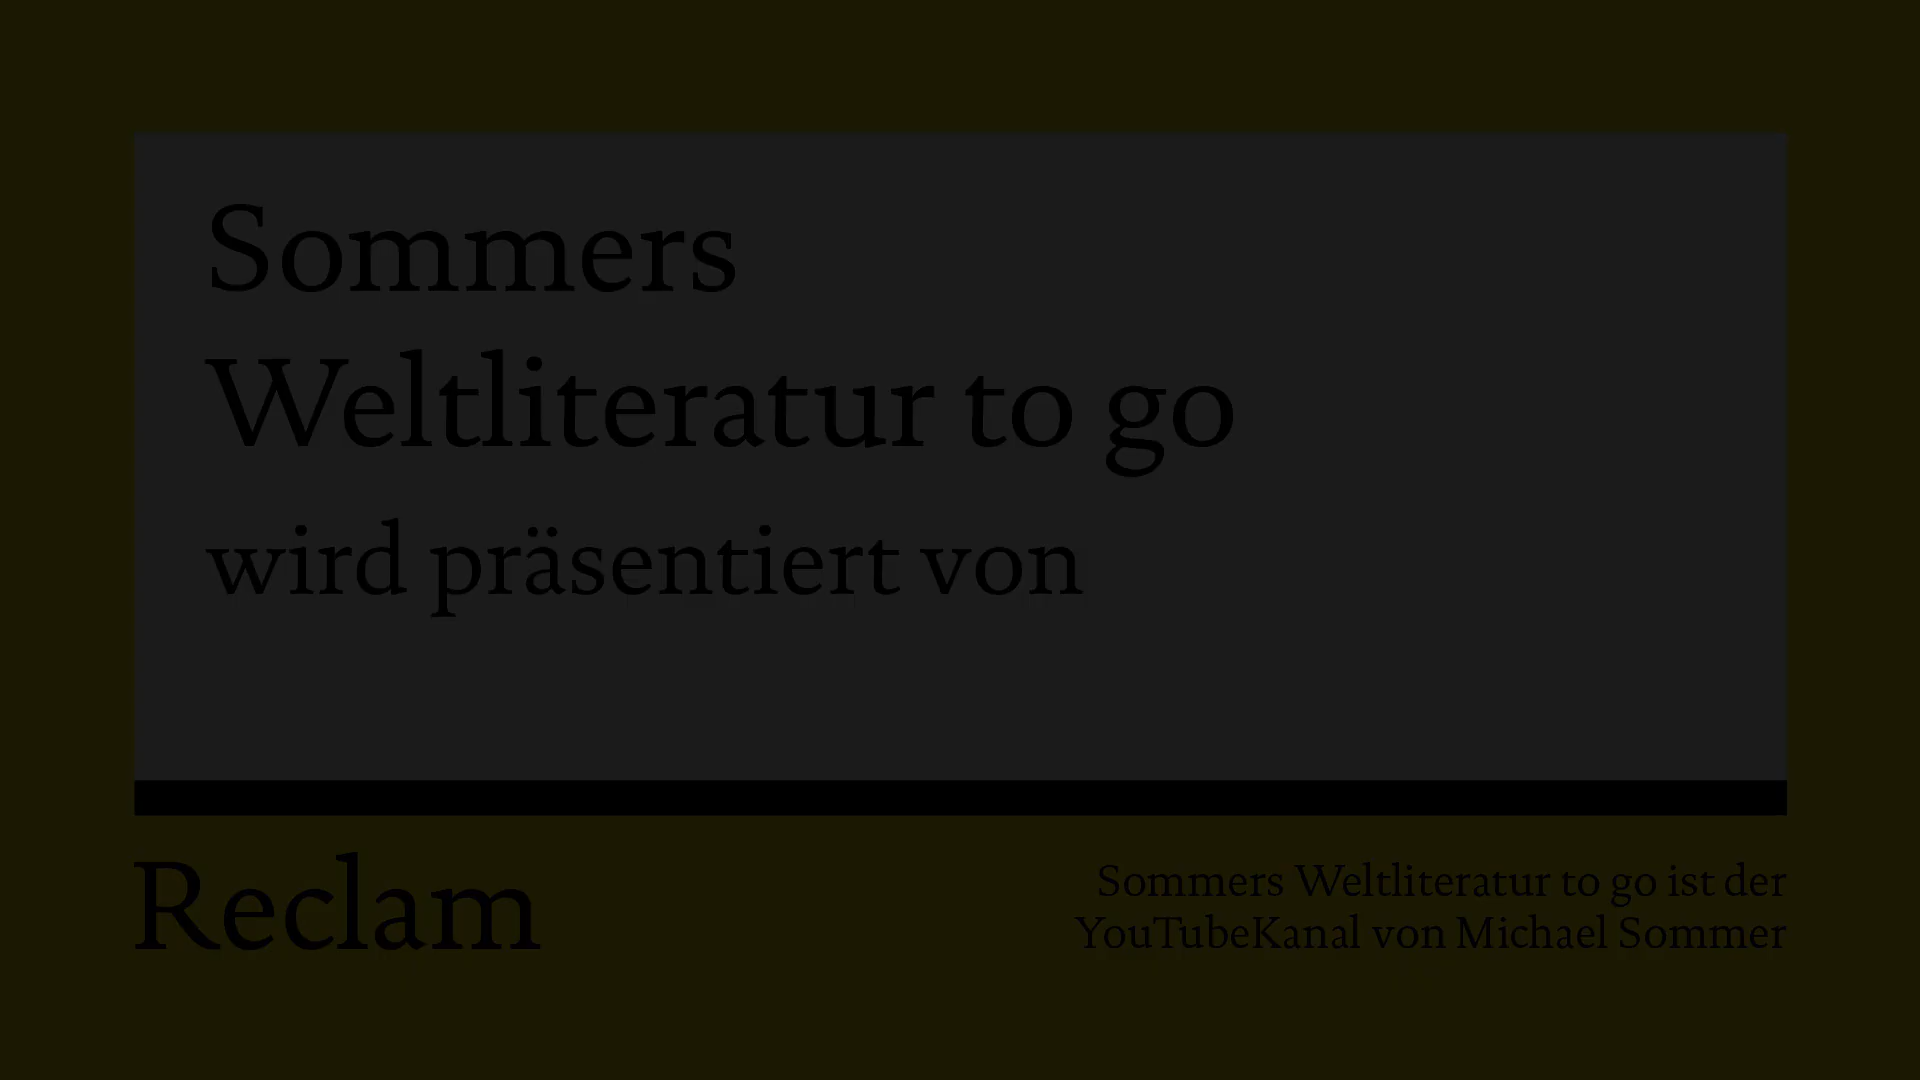 Sommers
Weltliteratur to go
wird präsentiert von
Reclam
Sommers Weltliteratur to go ist der
YouTubeKanal von Michael Sommer